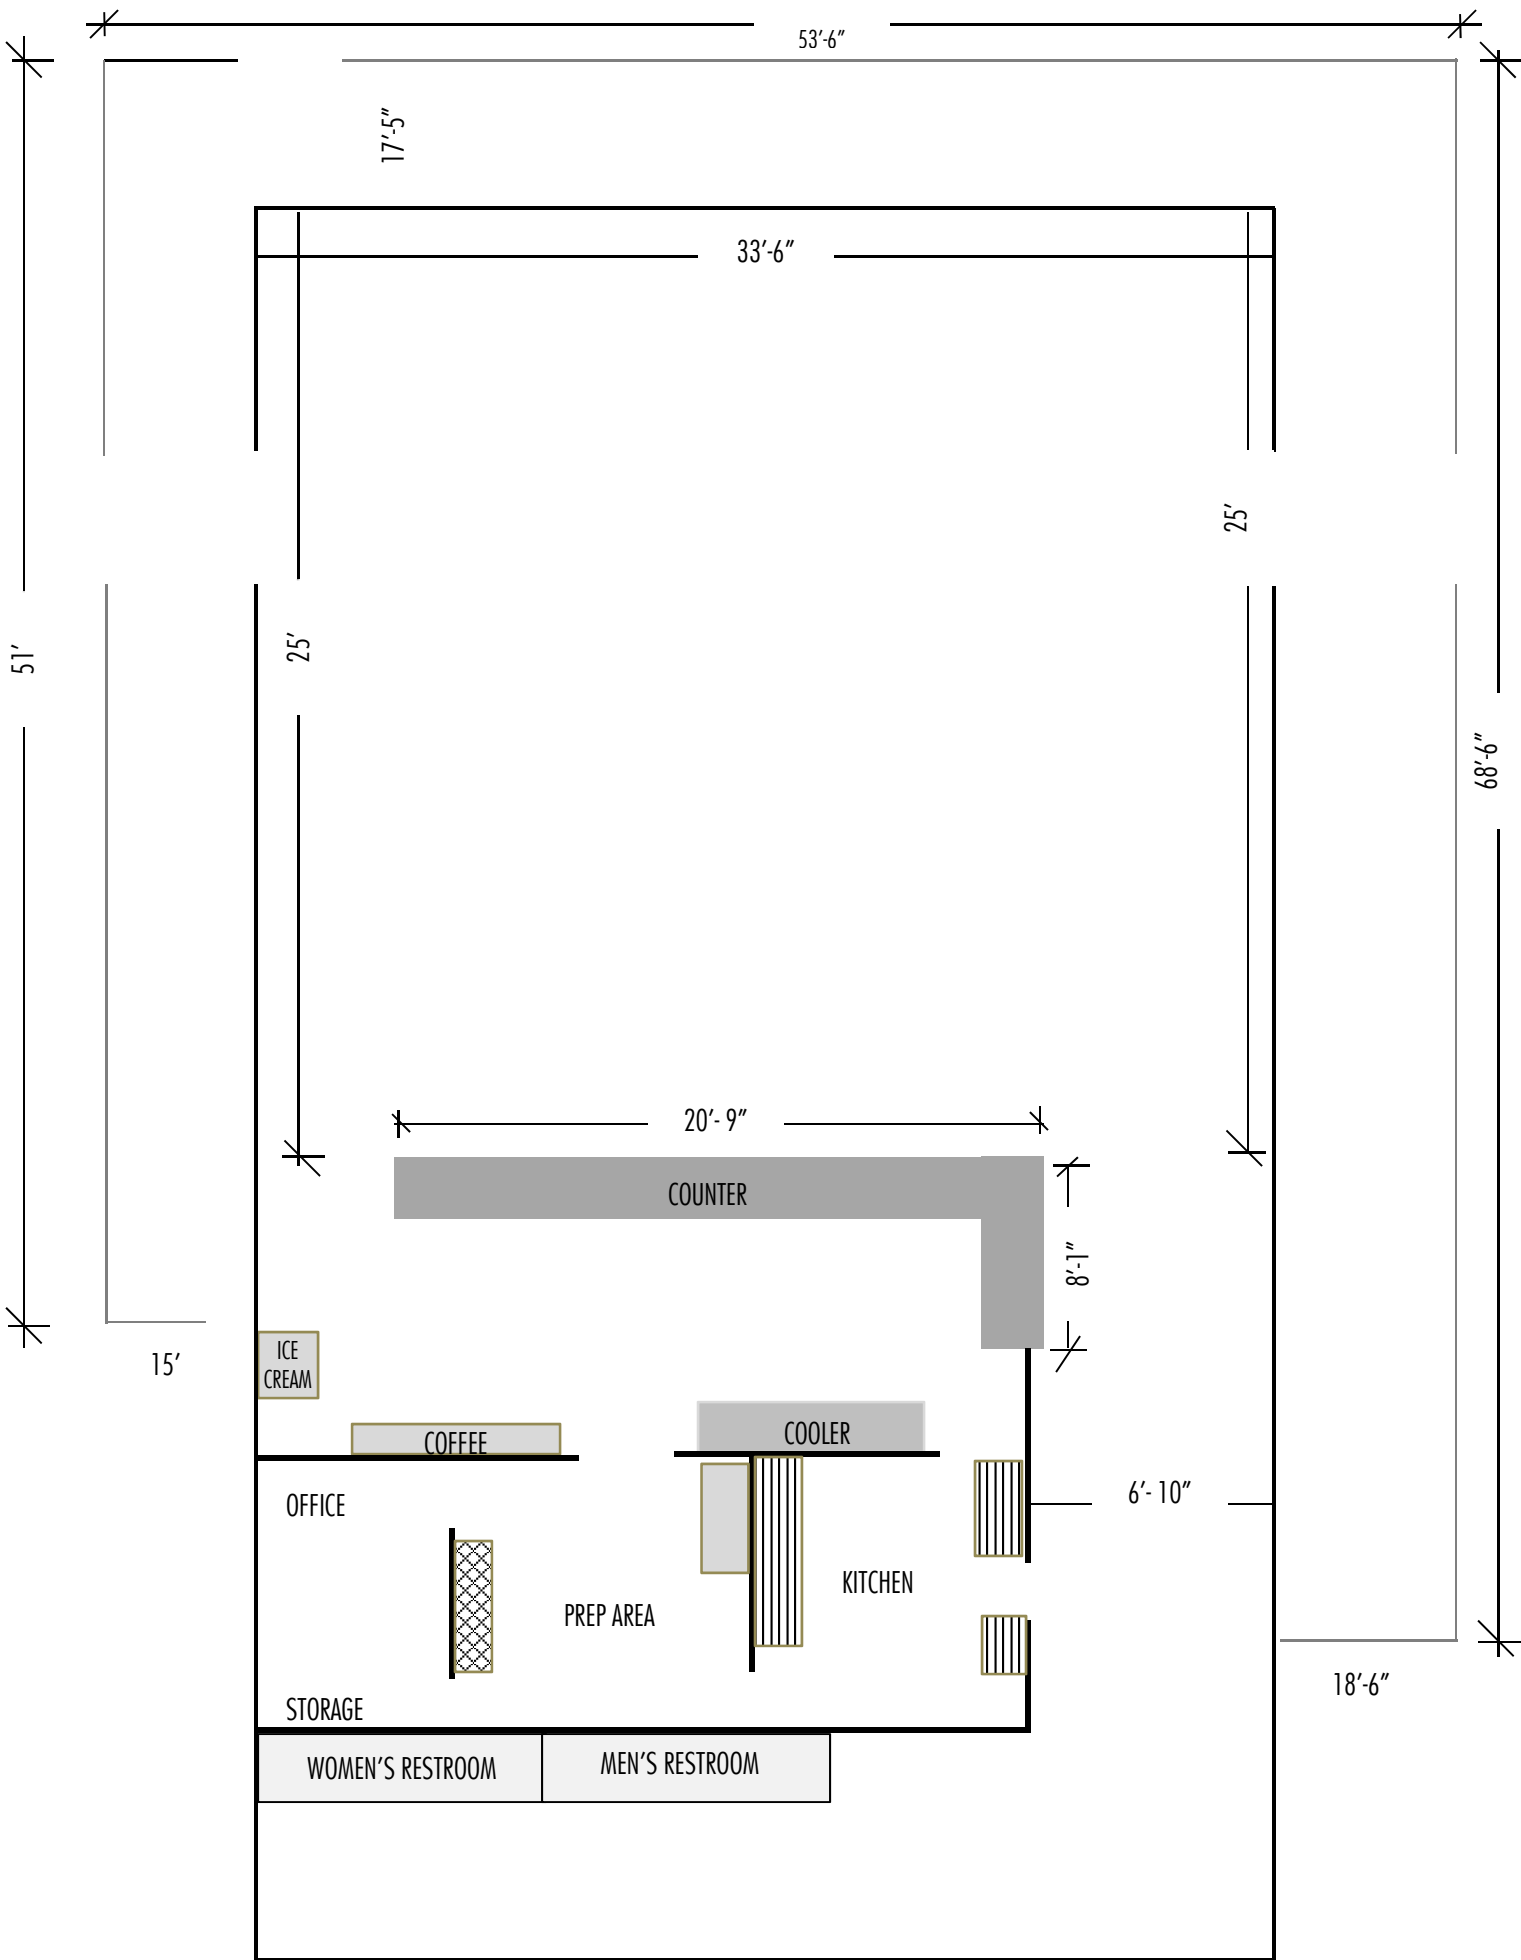 53′-6″
17′-5″
33′-6″
25′
25′
51′
68′-6″
20′- 9″
COUNTER
8′-1″
15′
ICE
CREAM
COFFEE
COOLER
6′- 10″
OFFICE
KITCHEN
PREP AREA
18′-6″
STORAGE
WOMEN’S RESTROOM
MEN’S RESTROOM